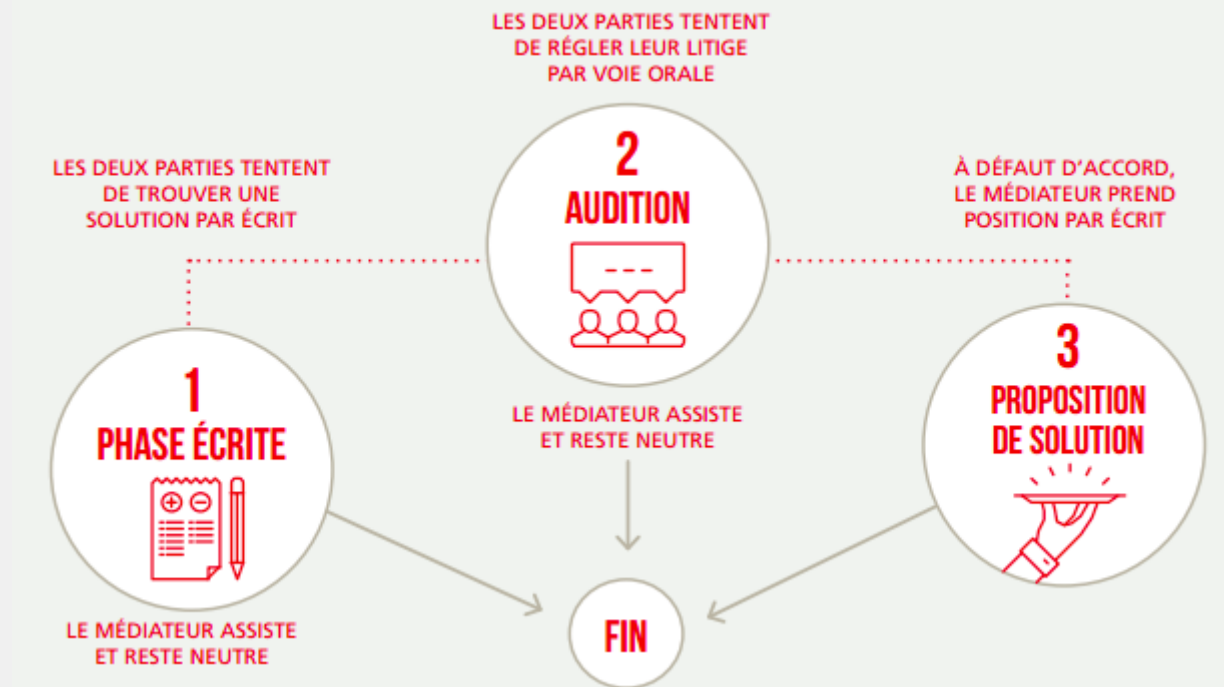 LES DEUX PARTIES TENTENT
DE TROUVER UNE
SOLUTION PAR ÉCRIT
1
PHASE ÉCRITE
LE MÉDIATEUR ASSISTE
ET RESTE NEUTRE
LES DEUX PARTIES TENTENT
DE RÉGLER LEUR LITIGE
PAR VOIE ORALE
2
AUDITION
LE MÉDIATEUR ASSISTE
ET RESTE NEUTRE
À DÉFAUT D’ACCORD,
LE MÉDIATEUR PREND
POSITION PAR ÉCRIT
3
PROPOSITION
DE SOLUTION
FIN